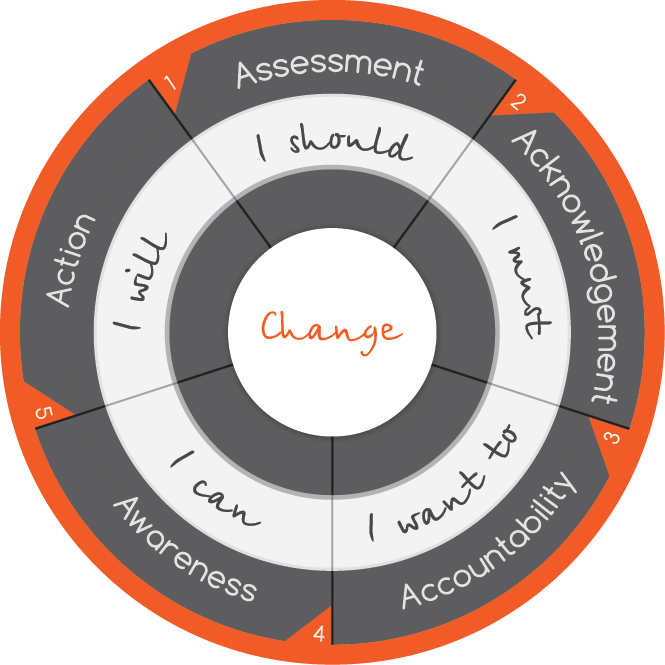 1
Assessment
I should
2
Acknowledgement
I must
3
Accountability
I want to
4
Awareness
I can
5
Action
I will
Change